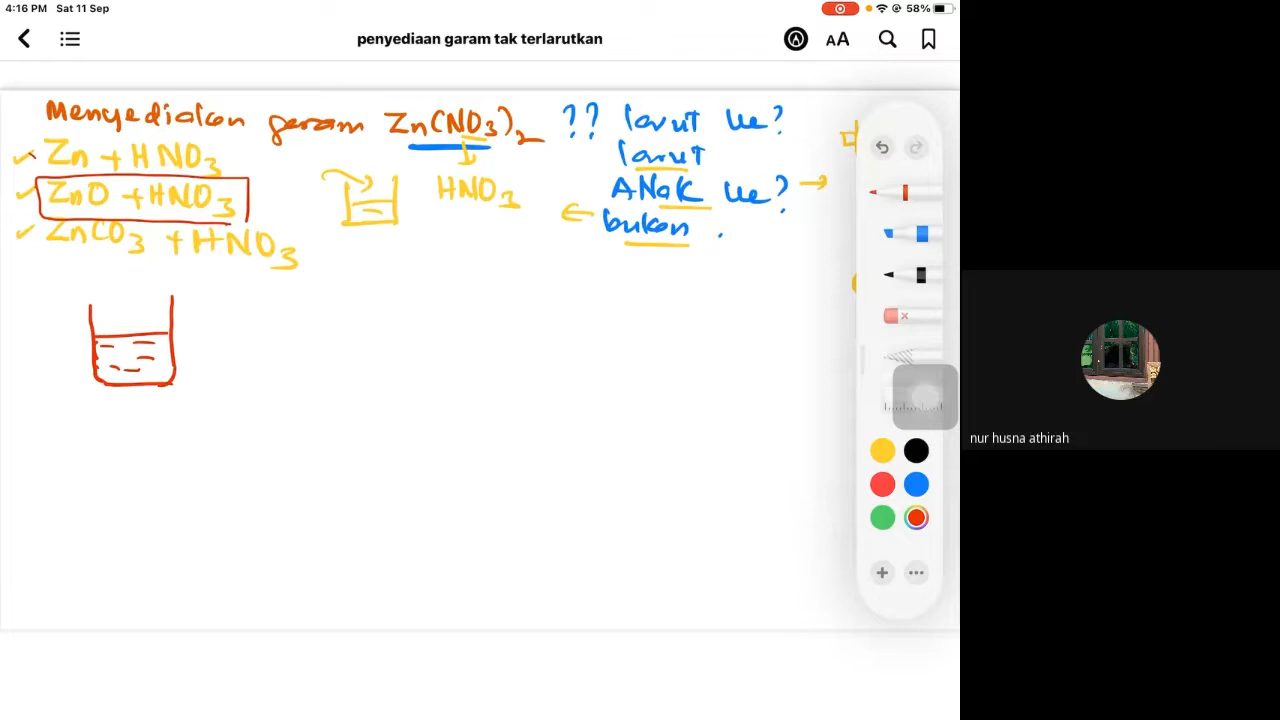 4:16 PM Sat 11 Sep
58%
penyediaan garam tak terlarutkan
AA
Menyediakan garam Zn(NO3)2 ?? larut ke?
Zn + HNO3
larut
ZnO + HNO3
HNO3
ANaK ke? →
← bukan .
ZnCO3 + HNO3
nur husna athirah